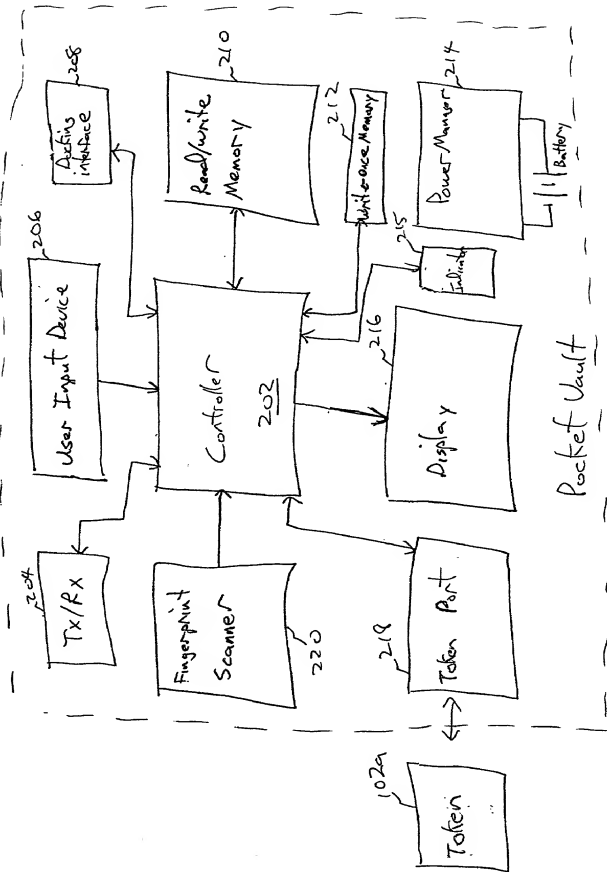 204
Tx/Rx
206
User Input Device
208
Docking
interface
Fingerprint
Scanner
220
Controller
202
210
Read/write
Memory
212
Write-once Memory
215
Indicator
102a
Token
218
Token Port
216
Display
214
Power Manager
Battery
Pocket Vault